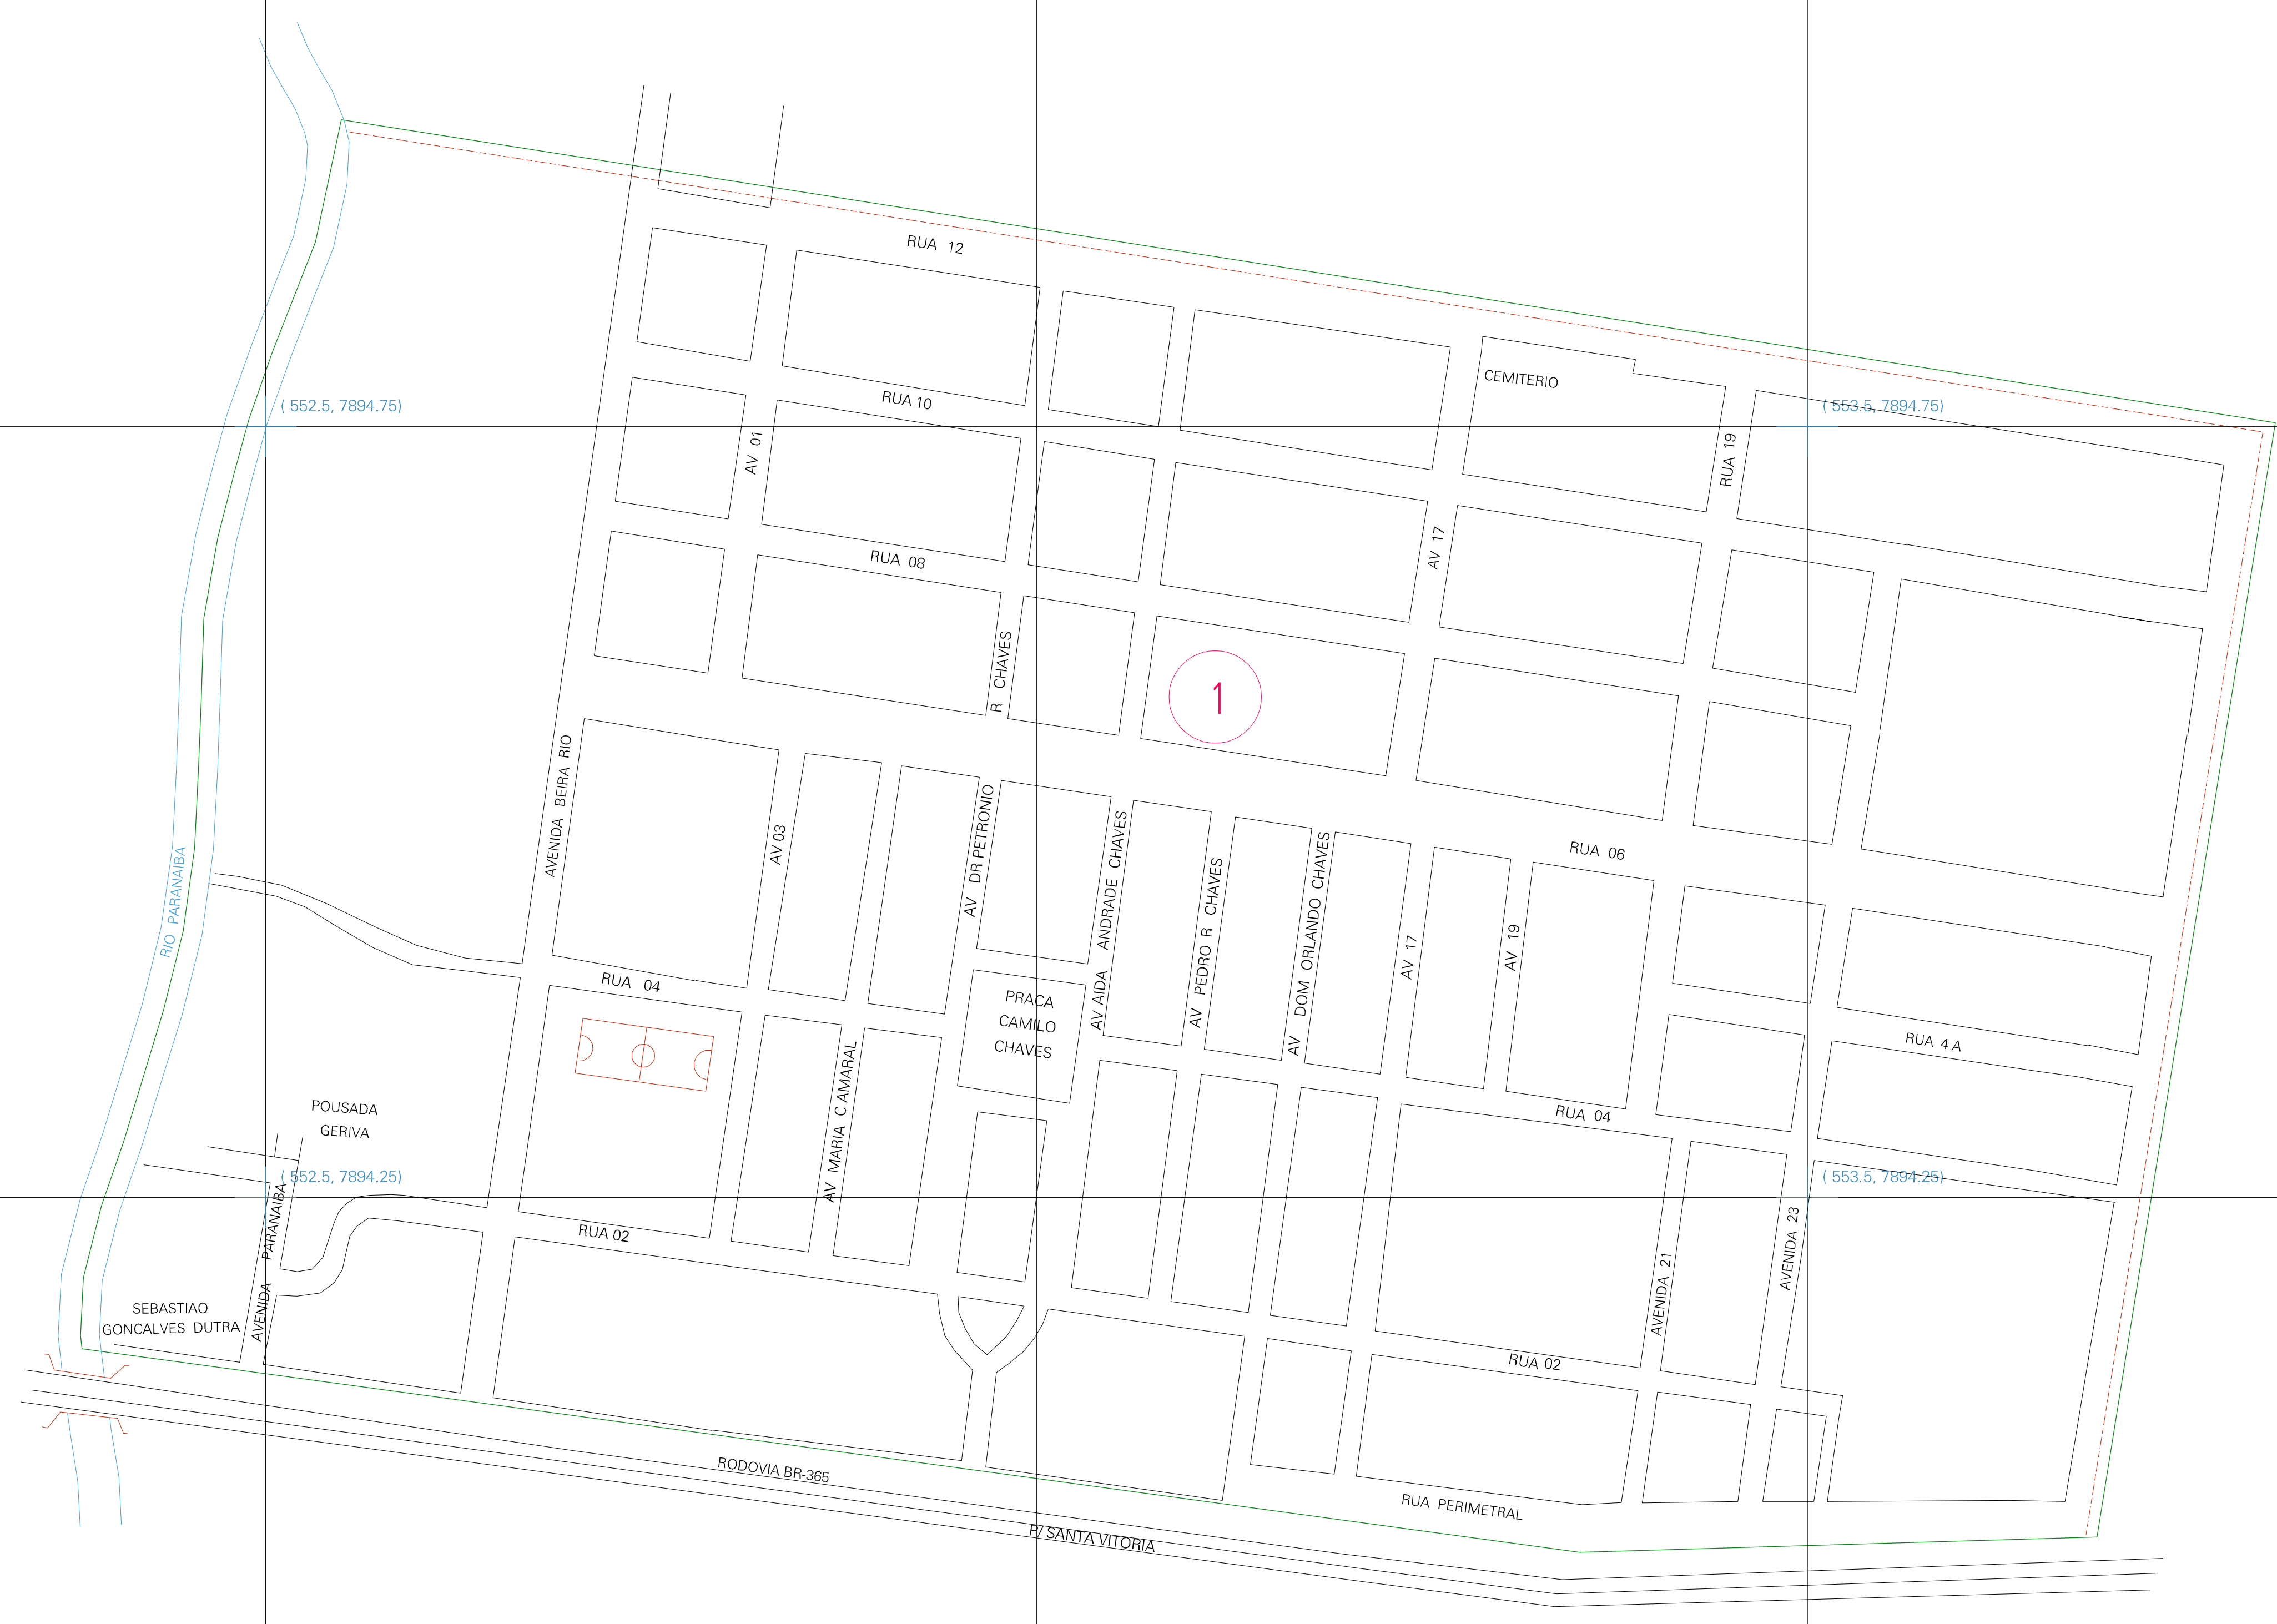 RUA 12
CEMITERIO
RUA 10
( 552.5, 7894.75)
( 553.5, 7894.75)
AV 01
RUA 19
AV 17
RUA 08
R CHAVES
1
AVENIDA BEIRA RIO
AV 03
AV DR PETRONIO
AV AIDA ANDRADE CHAVES
AV PEDRO R CHAVES
AV DOM ORLANDO CHAVES
RUA 06
AV 17
AV 19
RIO PARANAIBA
RUA 04
PRACA
CAMILO
CHAVES
RUA 4 A
AV MARIA C AMARAL
POUSADA
GERIVA
RUA 04
( 552.5, 7894.25)
( 553.5, 7894.25)
AVENIDA PARANAIBA
RUA 02
AVENIDA 21
AVENIDA 23
SEBASTIAO
GONCALVES DUTRA
RUA 02
RODOVIA BR-365
RUA PERIMETRAL
P/ SANTA VITORIA